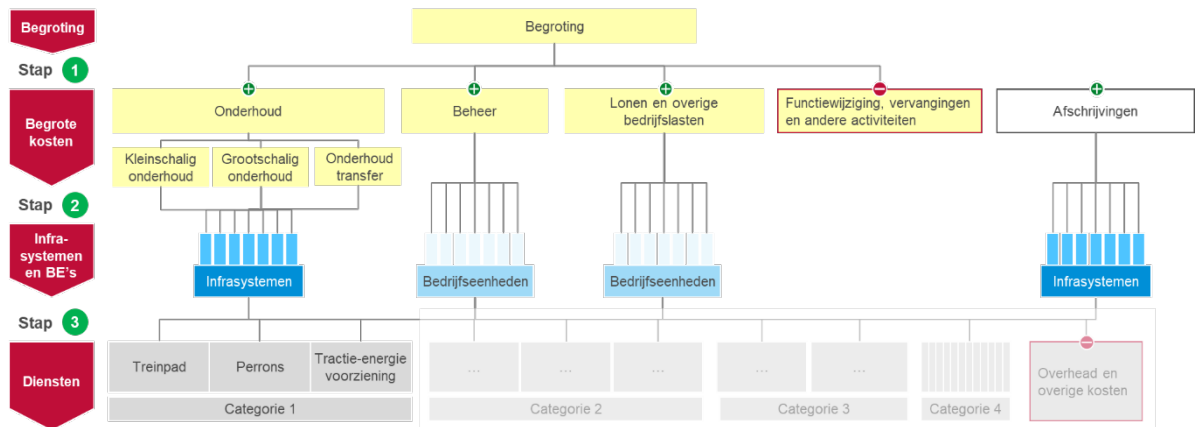 Begroting
Begroting
Stap 1
Begrote
kosten
Onderhoud
Beheer
Lonen en overige
bedrijfslasten
Functiewijziging, vervangingen
en andere activiteiten
Afschrijvingen
Kleinschalig
onderhoud
Grootschalig
onderhoud
Onderhoud
transfer
Stap 2
Infra-
systemen
en BE's
Infrasystemen
Bedrijfseenheden
Bedrijfseenheden
Infrasystemen
Stap 3
Diensten
Treinpad
Perrons
Tractie-energie
voorziening
...
...
...
...
...
Overhead en
overige kosten
Categorie 1
Categorie 2
Categorie 3
Categorie 4